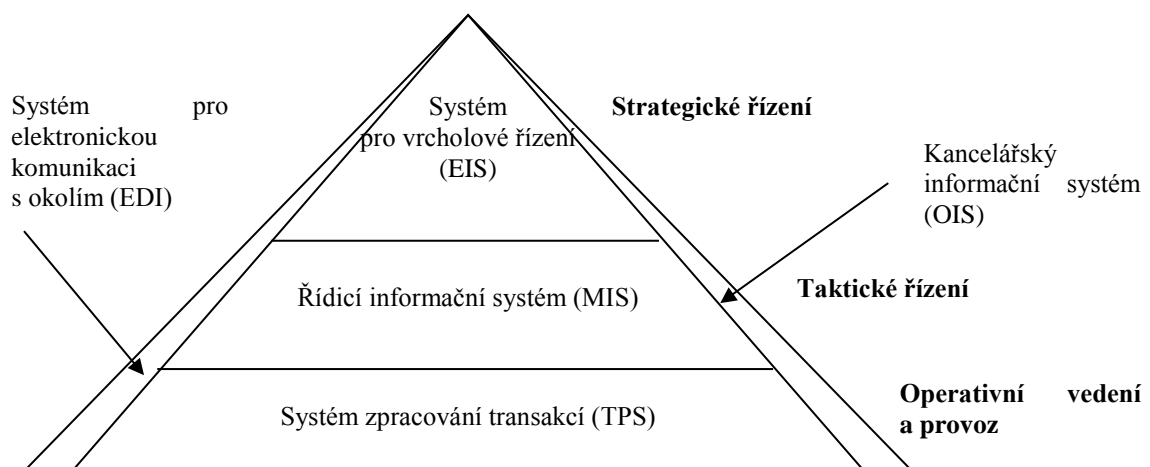 Systém pro
elektronickou
komunikaci
s okolím (EDI)
Systém
pro vrcholové řízení
(EIS)
Strategické řízení
Kancelářský
informační systém
(OIS)
Řídicí informační systém (MIS)
Taktické řízení
Systém zpracování transakcí (TPS)
Operativní vedení
a provoz